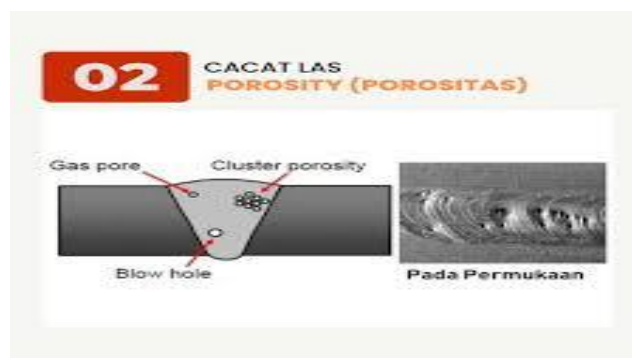 02
CACAT LAS
POROSITY (POROSITAS)
Gas pore
Cluster porosity
Blow hole
Pada Permukaan